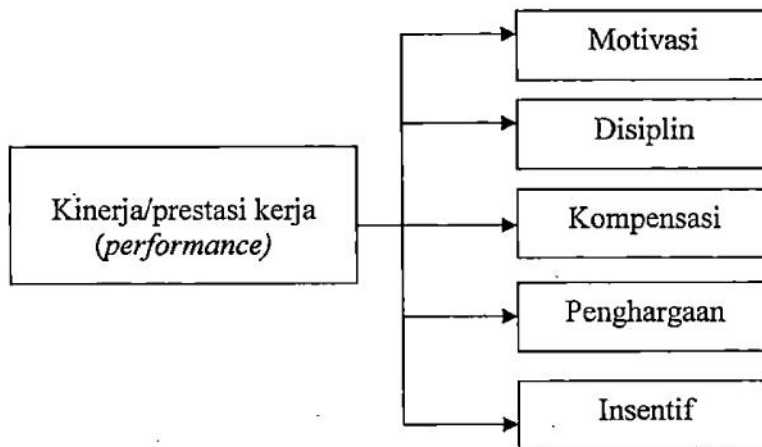 Motivasi
Disiplin
Kinerja/prestasi kerja
(performance)
Kompensasi
Penghargaan
Insentif